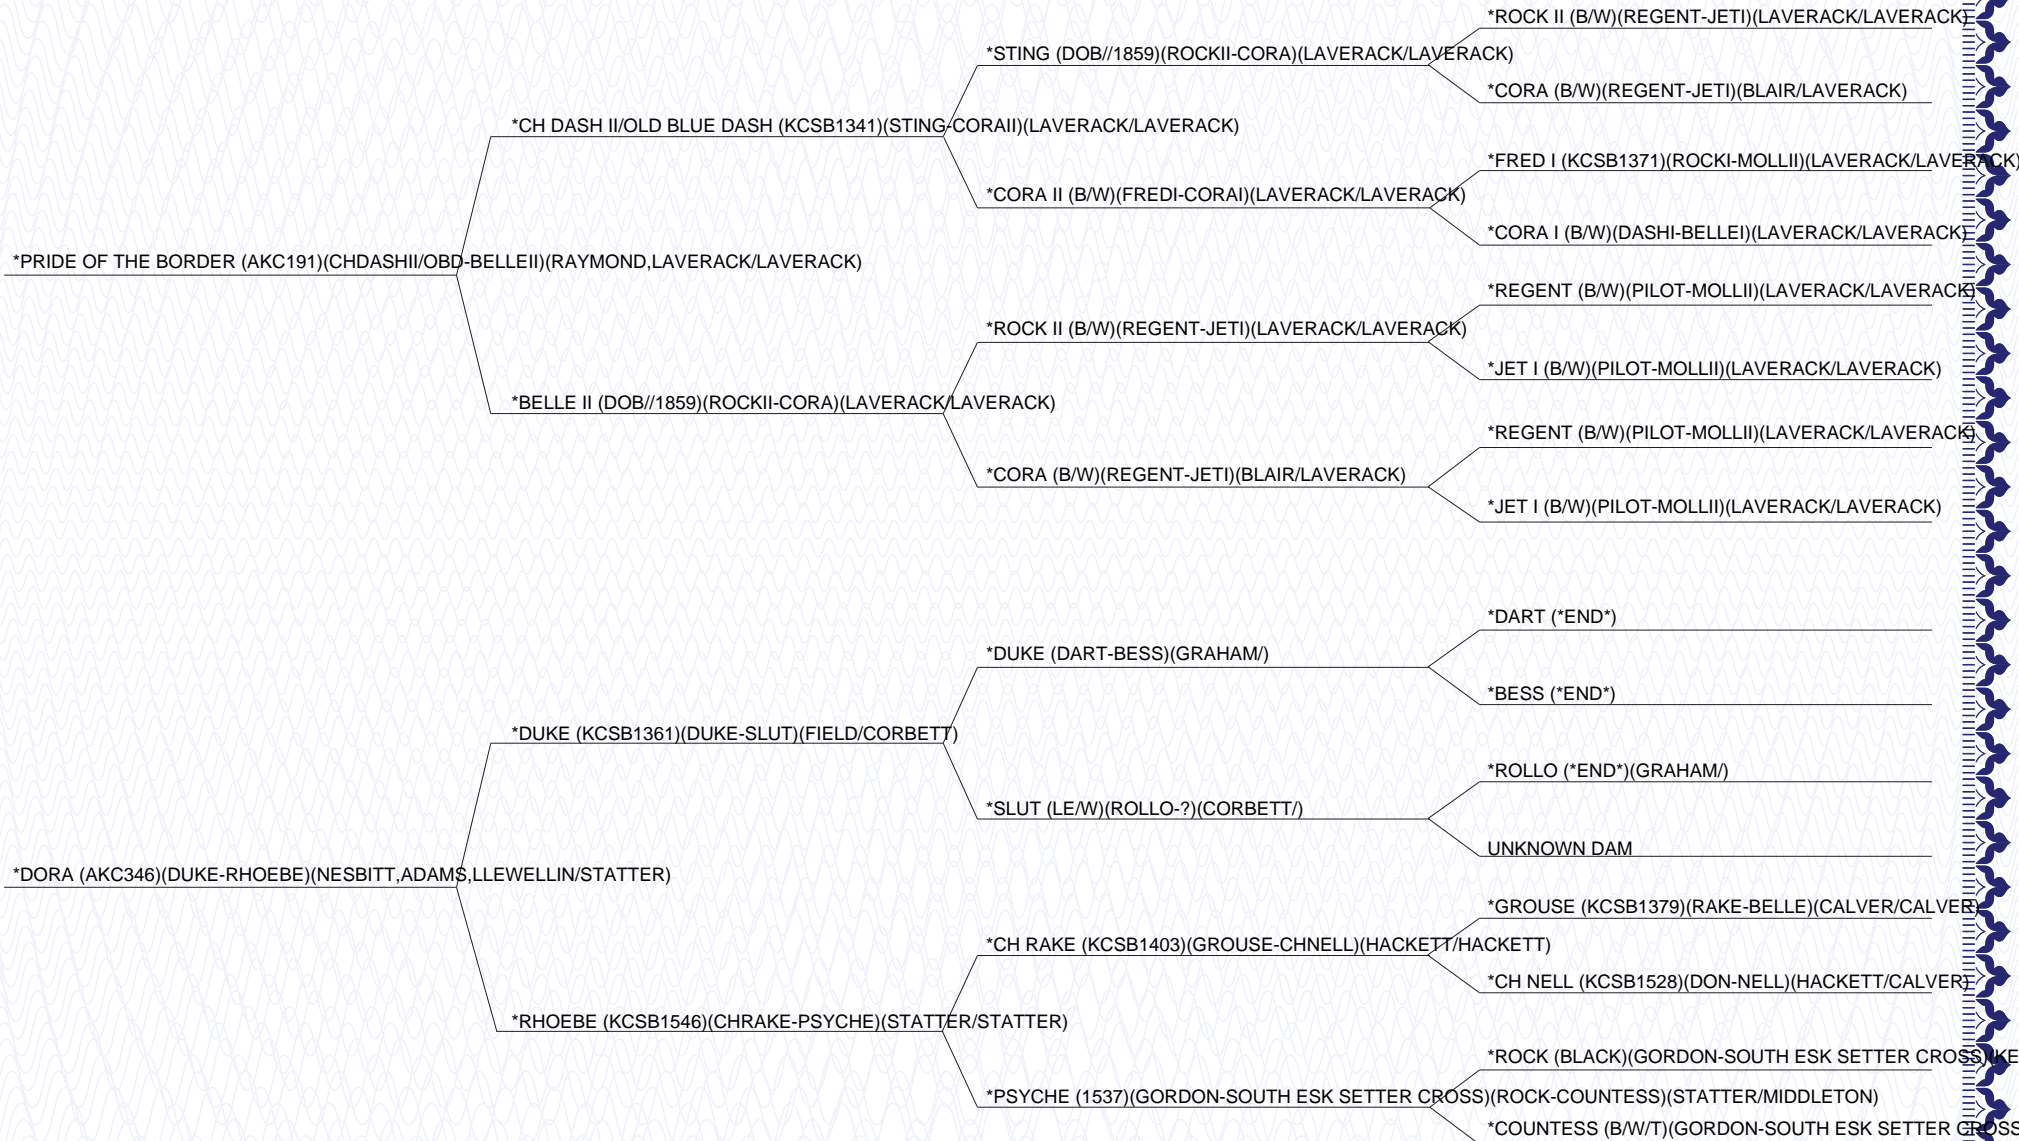 *ROCK II (B/W)(REGENT-JETI)(LAVERACK/LAVERACK)
*STING (DOB//1859)(ROCKII-CORA)(LAVERACK/LAVERACK)
*CORA (B/W)(REGENT-JETI)(BLAIR/LAVERACK)
*CH DASH II/OLD BLUE DASH (KCSB1341)(STING-CORAII)(LAVERACK/LAVERACK)
*FRED I (KCSB1371)(ROCKI-MOLLII)(LAVERACK/LAVERACK)
*CORA II (B/W)(FREDI-CORAI)(LAVERACK/LAVERACK)
*CORA I (B/W)(DASHI-BELLEI)(LAVERACK/LAVERACK)
*PRIDE OF THE BORDER (AKC191)(CHDASHII/OBD-BELLEII)(RAYMOND,LAVERACK/LAVERACK)
*REGENT (B/W)(PILOT-MOLLII)(LAVERACK/LAVERACK)
*ROCK II (B/W)(REGENT-JETI)(LAVERACK/LAVERACK)
*JET I (B/W)(PILOT-MOLLII)(LAVERACK/LAVERACK)
*BELLE II (DOB//1859)(ROCKII-CORA)(LAVERACK/LAVERACK)
*REGENT (B/W)(PILOT-MOLLII)(LAVERACK/LAVERACK)
*CORA (B/W)(REGENT-JETI)(BLAIR/LAVERACK)
*JET I (B/W)(PILOT-MOLLII)(LAVERACK/LAVERACK)
*DART (*END*)
*DUKE (DART-BESS)(GRAHAM/)
*BESS (*END*)
*DUKE (KCSB1361)(DUKE-SLUT)(FIELD/CORBETT)
*ROLLO (*END*)(GRAHAM/)
*SLUT (LE/W)(ROLLO-?)(CORBETT/)
UNKNOWN DAM
*DORA (AKC346)(DUKE-RHOEBE)(NESBITT,ADAMS,LLEWELLIN/STATTER)
*GROUSE (KCSB1379)(RAKE-BELLE)(CALVER/CALVER)
*CH RAKE (KCSB1403)(GROUSE-CHNELL)(HACKETT/HACKETT)
*CH NELL (KCSB1528)(DON-NELL)(HACKETT/CALVER)
*RHOEBE (KCSB1546)(CHRAKE-PSYCHE)(STATTER/STATTER)
*ROCK (BLACK)(GORDON-SOUTH ESK SETTER CROSS)(KE
*PSYCHE (1537)(GORDON-SOUTH ESK SETTER CROSS)(ROCK-COUNTESS)(STATTER/MIDDLETON)
*COUNTESS (B/W/T)(GORDON-SOUTH ESK SETTER CROSS